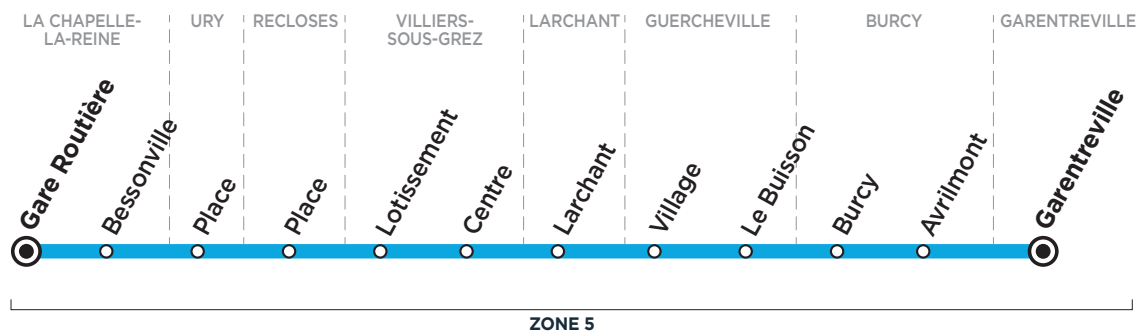 LA CHAPELLE-
LA-REINE
URY
RECLOSES
VILLIERS-
SOUS-GREZ
LARCHANT
GUERCHEVILLE
BURCY
GARENTREVILLE
Gare Routière
Bessonville
Place
Place
Lotissement
Centre
Larchant
Village
Le Buisson
Burcy
Avrilmont
Garentreville
ZONE 5